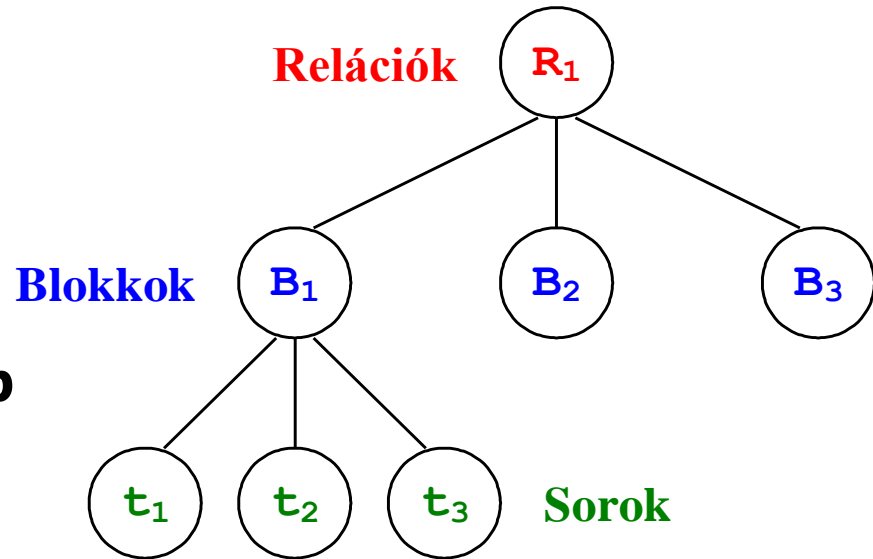 Relációk R₁
Blokkok B₁ B₂ B₃
t₁ t₂ t₃ Sorok